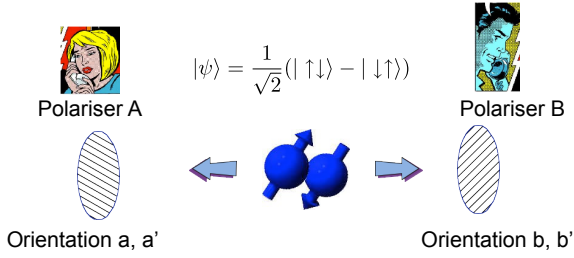 |ψ⟩ = 1/√2 (| ↑↓⟩ − | ↓↑⟩)
Polariser A
Polariser B
Orientation a, a’
Orientation b, b’